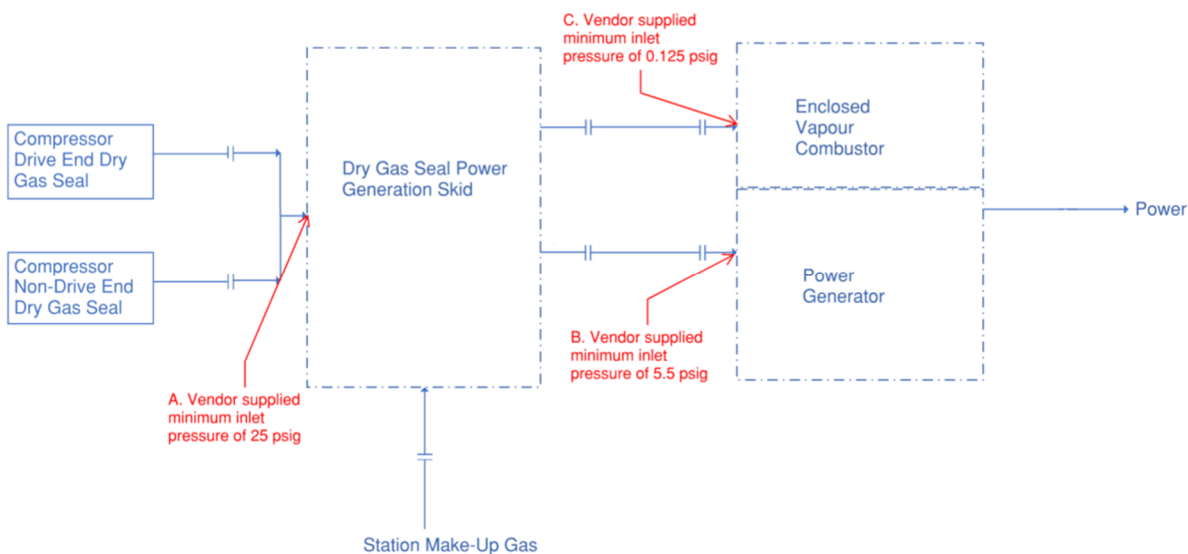 C. Vendor supplied
minimum inlet
pressure of 0.125 psig
Compressor
Drive End Dry
Gas Seal
Dry Gas Seal Power
Generation Skid
Enclosed
Vapour
Combustor
Power
Compressor
Non-Drive End
Dry Gas Seal
Power
Generator
B. Vendor supplied
minimum inlet
pressure of 5.5 psig
A. Vendor supplied
minimum inlet
pressure of 25 psig
Station Make-Up Gas